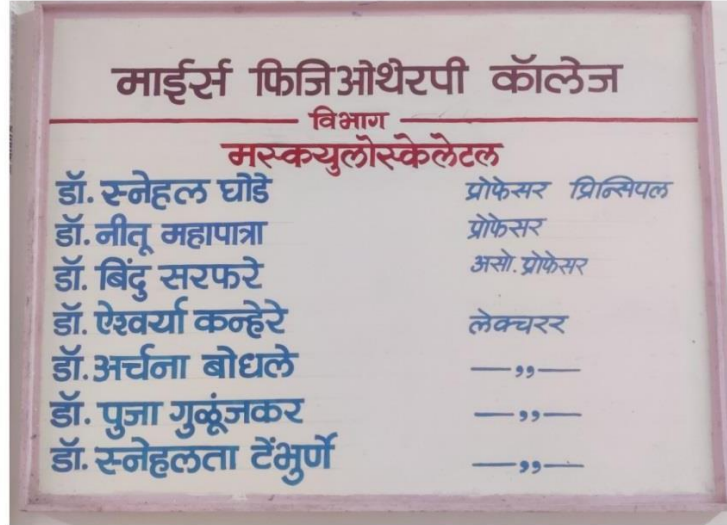 माईर्स फिजिओथेरपी कॉलेज
विभाग
मस्क्युलोस्केलेटल
डॉ. स्नेहल घोडे प्रोफेसर प्रिन्सिपल
डॉ. नीतू महापात्रा प्रोफेसर
डॉ. बिंदु सरफरे असो. प्रोफेसर
डॉ. ऐश्वर्या कन्हेरे लेक्चरर
डॉ. अर्चना बोधले —,,—
डॉ. पुजा गुळूंजकर —,,—
डॉ. स्नेहलता टेंभुर्णे —,,—